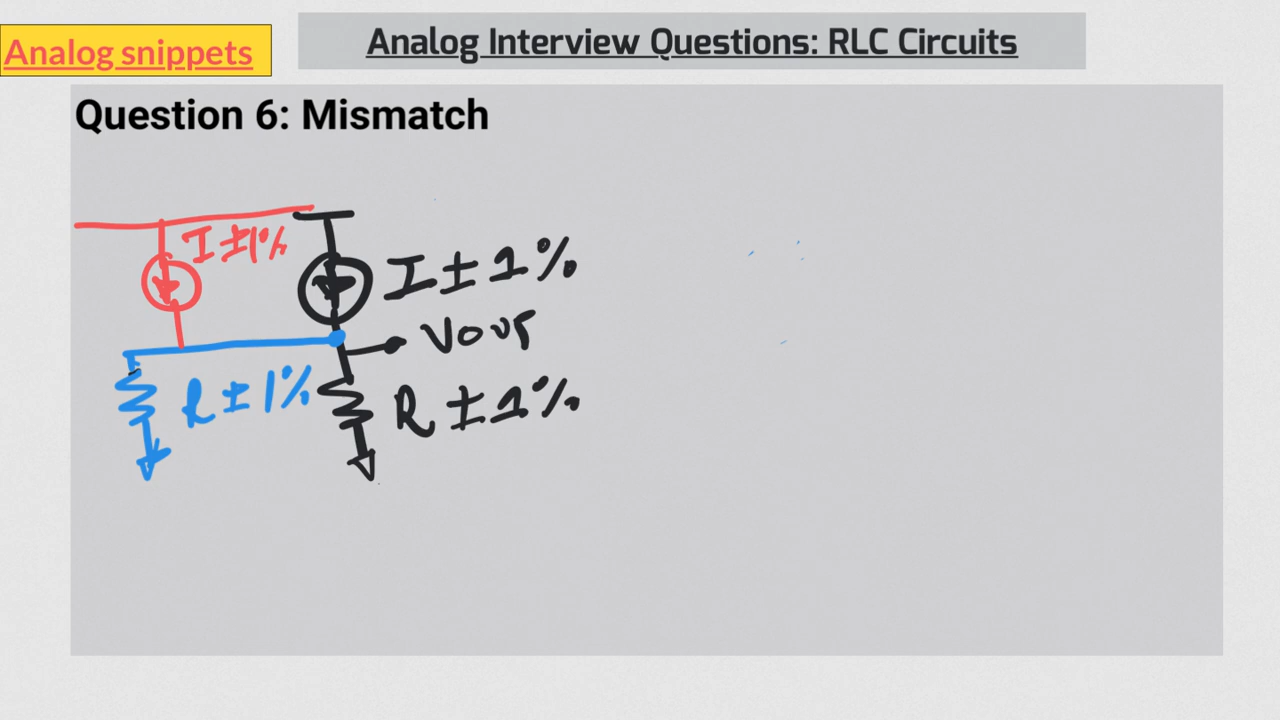 Analog snippets
Analog Interview Questions: RLC Circuits
Question 6: Mismatch
I ± 1%
I ± 1%
VOUT
R ± 1%
R ± 1%